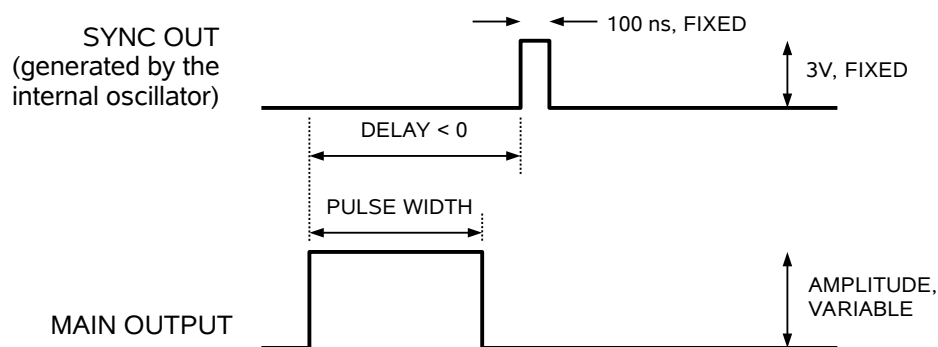 SYNC OUT
(generated by the
internal oscillator)
100 ns, FIXED
3V, FIXED
DELAY < 0
PULSE WIDTH
AMPLITUDE,
VARIABLE
MAIN OUTPUT